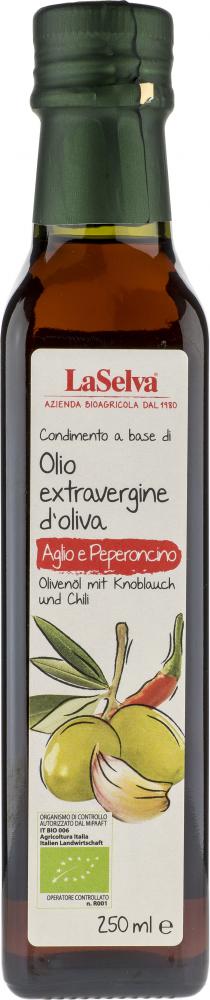 LaSelva
AZIENDA BIOAGRICOLA DAL 1980
Condimento a base di
Olio
extravergine
d'oliva
Aglio e Peperoncino
Olivenöl mit Knoblauch
und Chili
ORGANISMO DI CONTROLLO
AUTORIZZATO DAL MIPAAFT
IT BIO 006
Agricoltura Italia
Italien Landwirtschaft
OPERATORE CONTROLLATO
n. R001
250 ml e